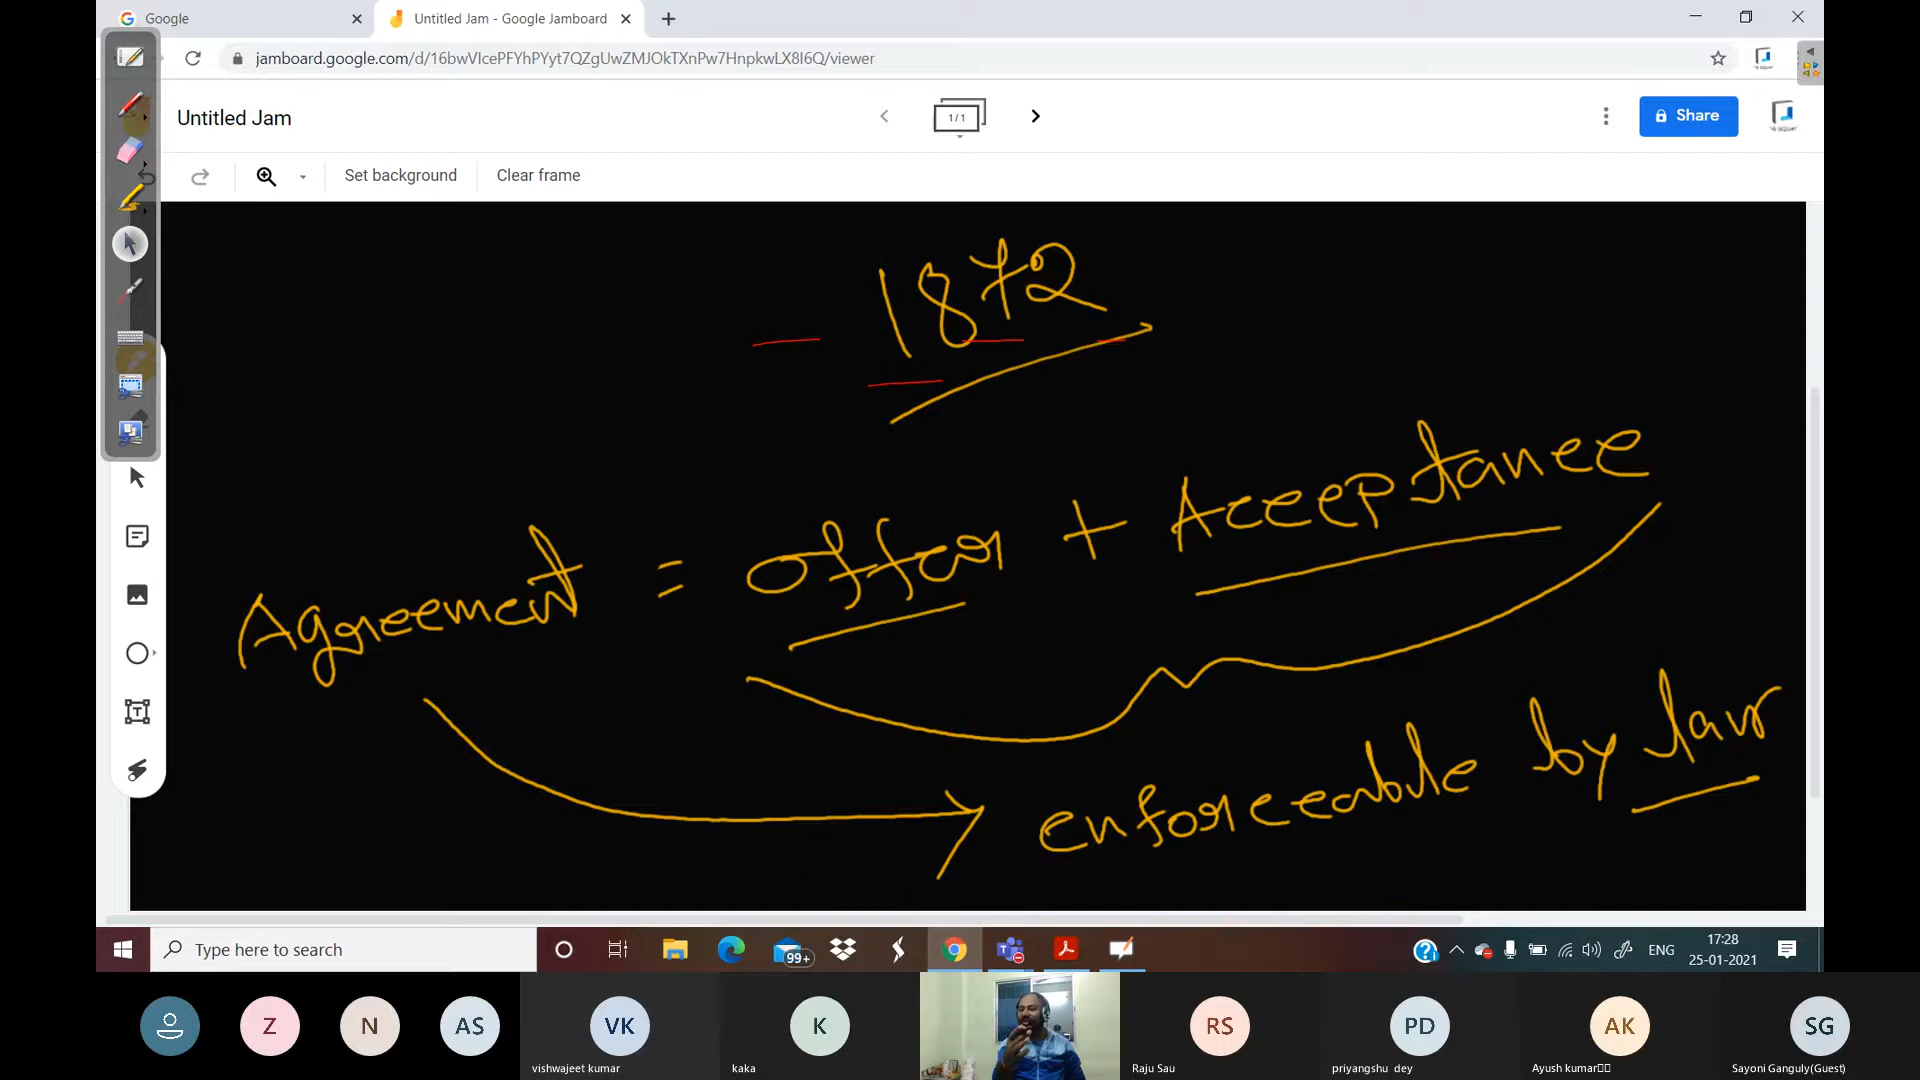 Google
Untitled Jam - Google Jamboard
jamboard.google.com/d/16bwVIcePFYhPYyt7QZgUwZMJOkTXnPw7HnpkwLX8I6Q/viewer
Untitled Jam
1/1
Share
Set background
Clear frame
1872
Agreement = offer + Acceptance
enforceeable by law
Type here to search
99+
ENG
17:28
25-01-2021
Z
N
AS
VK
K
RS
PD
AK
SG
vishwajeet kumar
kaka
Raju Sau
priyangshu dey
Ayush kumar
Sayoni Ganguly(Guest)